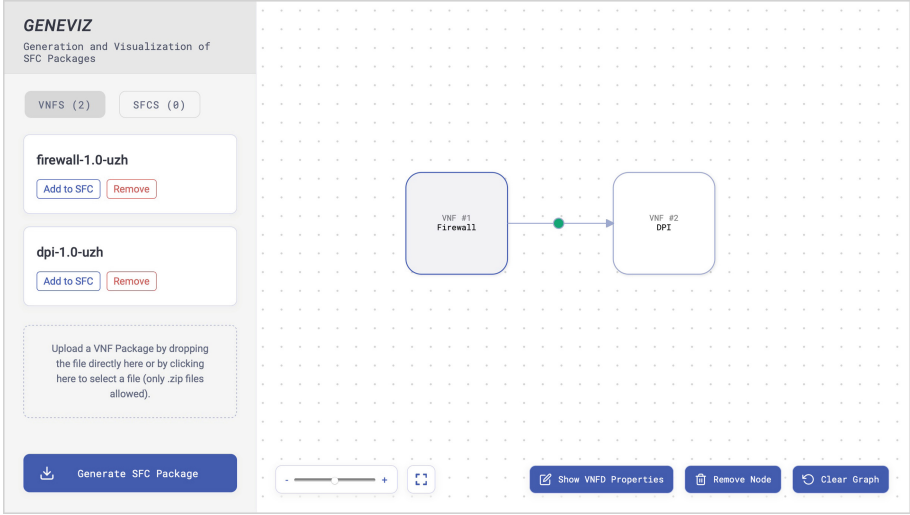 GENEVIZ
Generation and Visualization of
SFC Packages
VNFS (2)
SFCS (0)
firewall-1.0-uzh
Add to SFC
Remove
dpi-1.0-uzh
Add to SFC
Remove
Upload a VNF Package by dropping
the file directly here or by clicking
here to select a file (only .zip files
allowed).
Generate SFC Package
VNF #1
Firewall
VNF #2
DPI
- +
Show VNFD Properties
Remove Node
Clear Graph